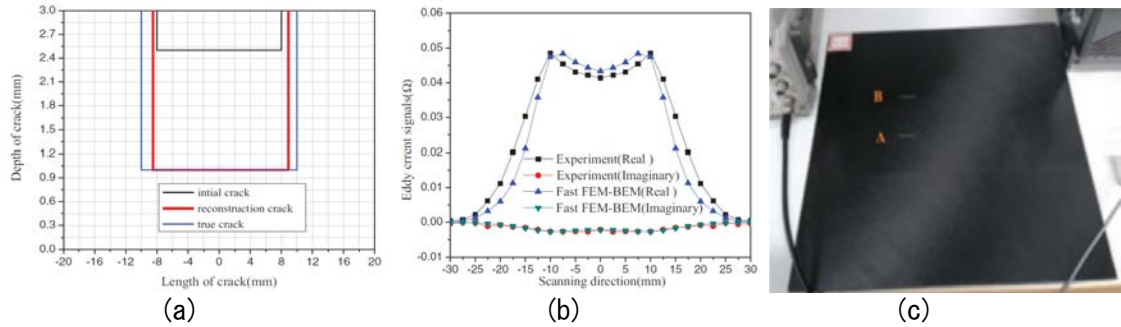 3.0
2.7
2.4
2.1
1.8
1.5
1.2
0.9
0.6
0.3
0.0
Depth of crack(mm)
intial crack
reconstruction crack
true crack
-20 -16 -12 -8 -4 0 4 8 12 16 20
Length of crack(mm)
(a)
0.06
0.05
0.04
0.03
0.02
0.01
0.00
-0.01
Eddy crrent signals(Ω)
Experiment(Real )
Experiment(Imaginary)
Fast FEM-BEM(Real )
Fast FEM-BEM(Imaginary)
-30 -25 -20 -15 -10 -5 0 5 10 15 20 25 30
Scanning direction(mm)
(b)
B
A
(c)